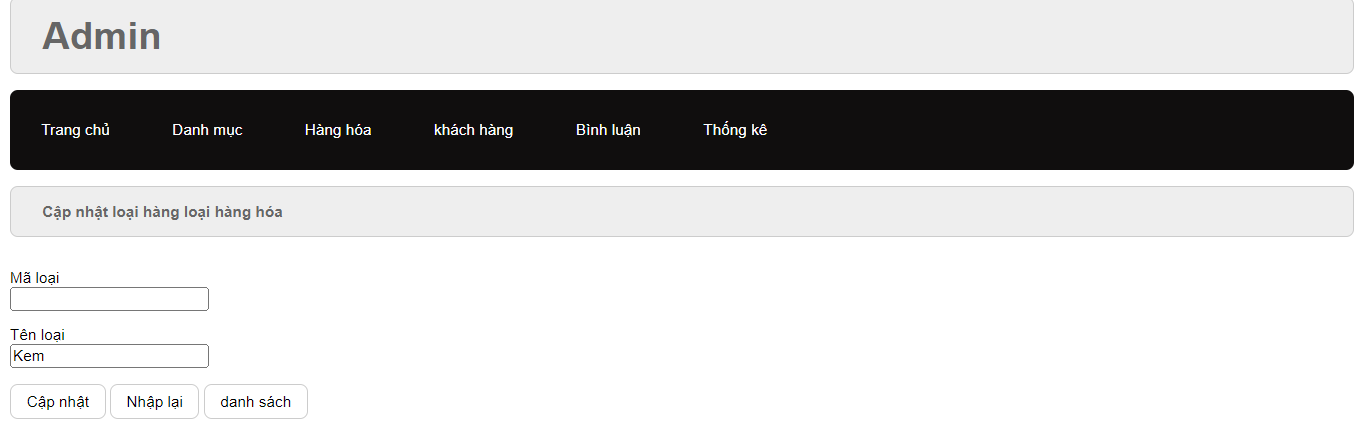 Admin
Trang chủ Danh mục Hàng hóa khách hàng Bình luận Thống kê
Cập nhật loại hàng loại hàng hóa
Mã loại
Tên loại
Kem
Cập nhật Nhập lại danh sách